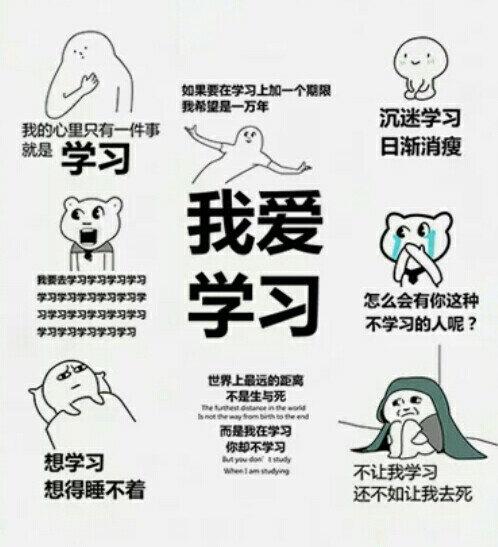 我的心里只有一件事
就是 学习
如果要在学习上加一个期限
我希望是一万年
沉迷学习
日渐消瘦
我爱
学习
我要去学习学习学习学习
学习学习学习学习学习学
习学习学习学习学习学习
学习学习学习学习学习
怎么会有你这种
不学习的人呢？
想学习
想得睡不着
世界上最远的距离
不是生与死
The furthest distance in the world
Is not the way from birth to the end
而是我在学习
你却不学习
But you don't study
When I am studying
不让我学习
还不如让我去死